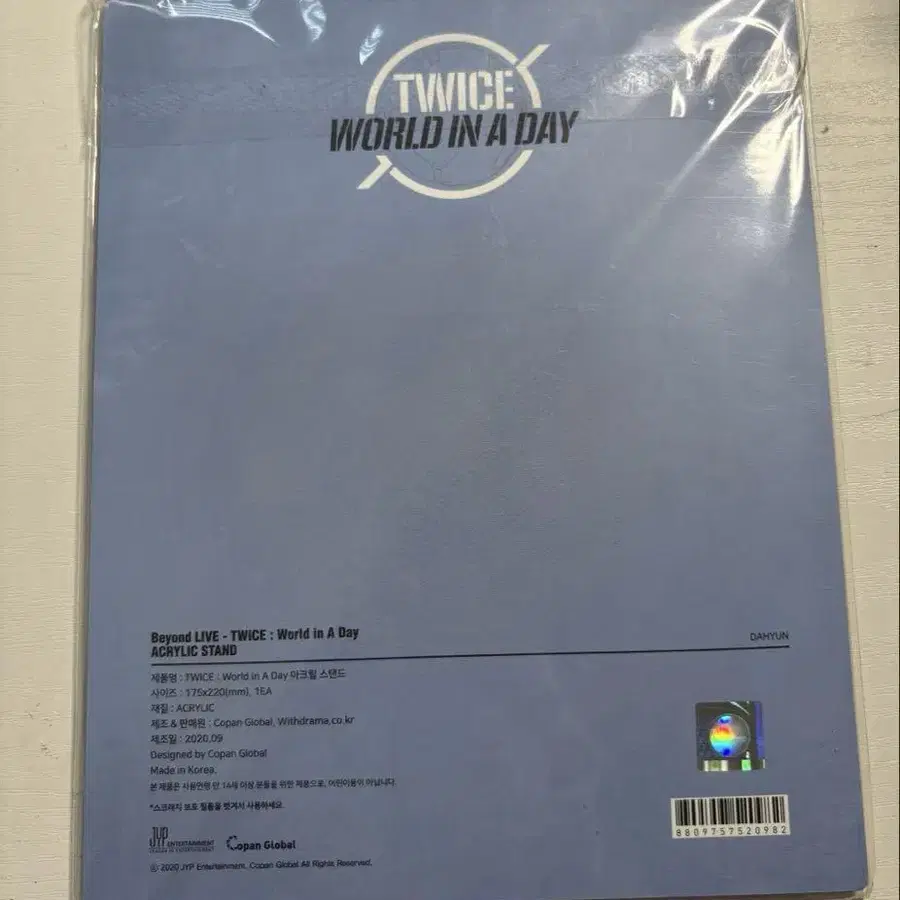 TWICE
WORLD IN A DAY
Beyond LIVE - TWICE : World in A Day
ACRYLIC STAND
DAHYUN
제품명 : TWICE : World in A Day 아크릴 스탠드
사이즈 : 175x220(mm), 1EA
재질 : ACRYLIC
제조 & 판매원 : Copan Global, Withdrama.co.kr
제조일 : 2020.09
Designed by Copan Global
Made in Korea.
본 제품은 사용연령 만 14세 이상 분들을 위한 제품으로, 어린이용이 아닙니다.
*스크래치 보호 필름을 벗겨서 사용하세요.
8809757520982
JYP ENTERTAINMENT
Copan Global
ⓒ 2020 JYP Entertainment. Copan Global All Rights Reserved.